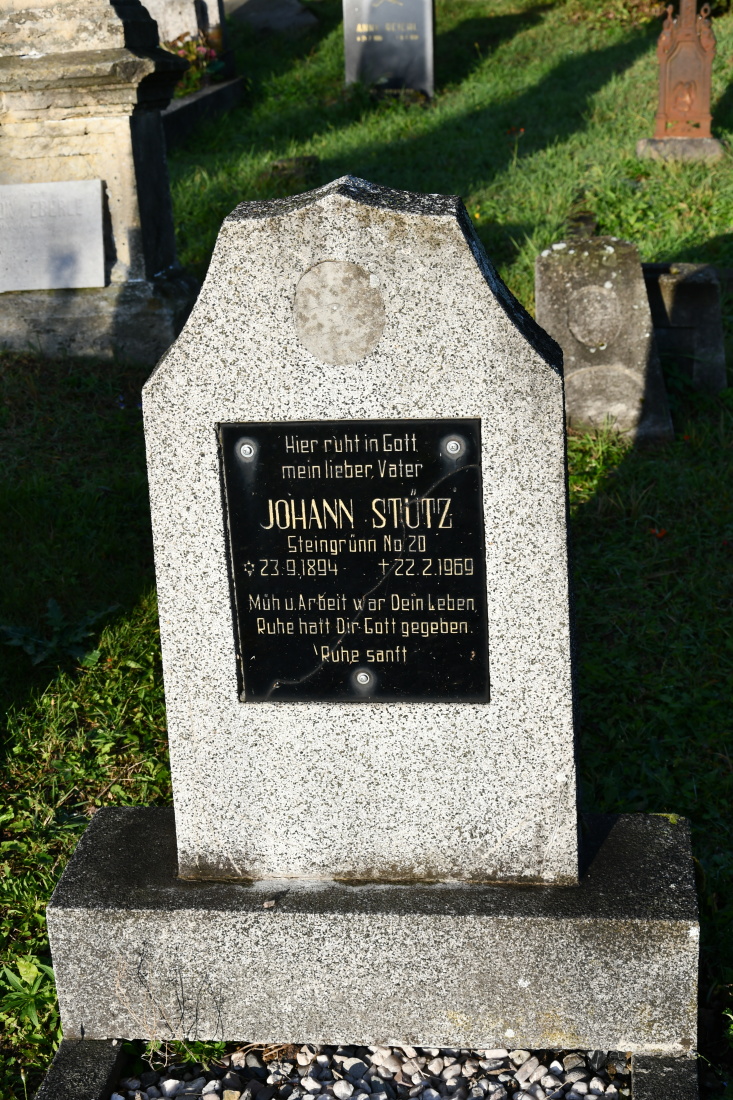 Hier ruht in Gott
mein lieber Vater
JOHANN STÜTZ
Steingrünn No. 20
23.9.1894 † 22.2.1969
Müh u. Arbeit war Dein Leben,
Ruhe hatt Dir Gott gegeben.
Ruhe sanft